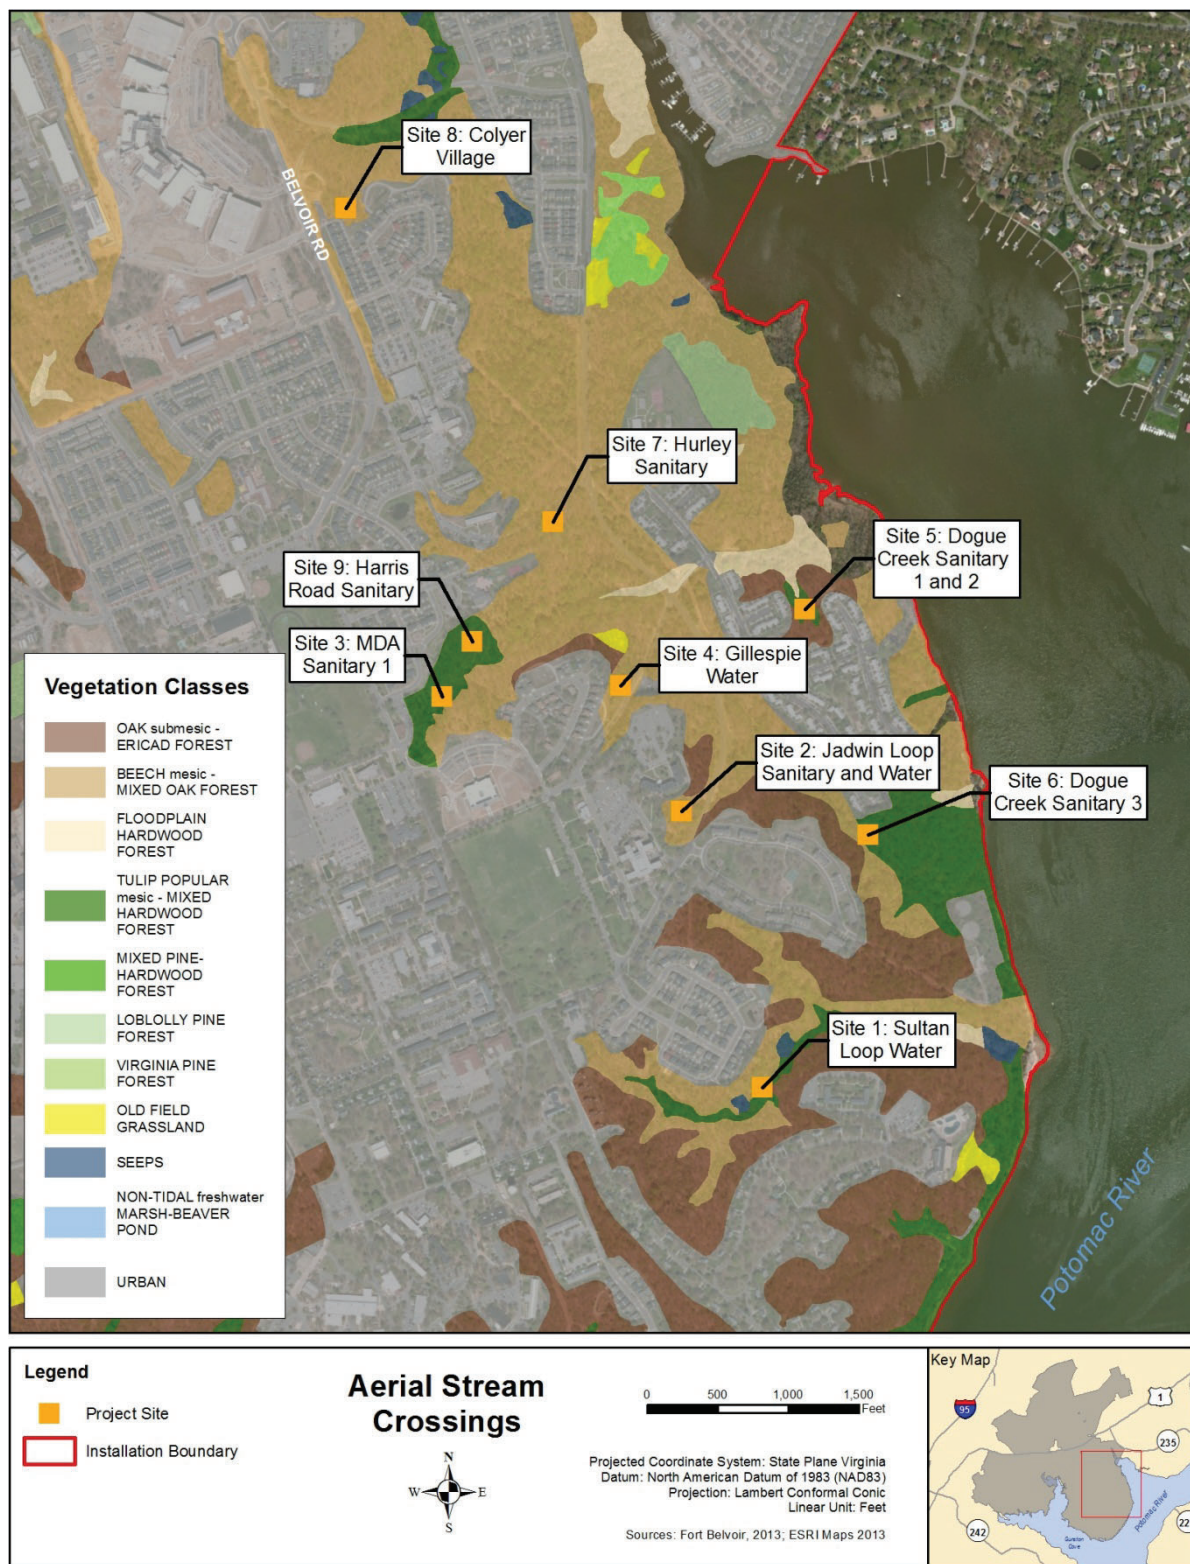 Site 8: Colyer
Village
BELVOIR RD
Site 7: Hurley
Sanitary
Site 5: Dogue
Creek Sanitary
1 and 2
Site 9: Harris
Road Sanitary
Site 3: MDA
Sanitary 1
Site 4: Gillespie
Water
Site 2: Jadwin Loop
Sanitary and Water
Site 6: Dogue
Creek Sanitary 3
Site 1: Sultan
Loop Water
Potomac River
Vegetation Classes
OAK submesic -
ERICAD FOREST
BEECH mesic -
MIXED OAK FOREST
FLOODPLAIN
HARDWOOD
FOREST
TULIP POPULAR
mesic - MIXED
HARDWOOD
FOREST
MIXED PINE-
HARDWOOD
FOREST
LOBLOLLY PINE
FOREST
VIRGINIA PINE
FOREST
OLD FIELD
GRASSLAND
SEEPS
NON-TIDAL freshwater
MARSH-BEAVER
POND
URBAN
Legend
Project Site
Installation Boundary
Aerial Stream
Crossings
N
W E
S
0 500 1,000 1,500
Feet
Projected Coordinate System: State Plane Virginia
Datum: North American Datum of 1983 (NAD83)
Projection: Lambert Conformal Conic
Linear Unit: Feet
Sources: Fort Belvoir, 2013; ESRI Maps 2013
Key Map
1
95
235
Potomac River
Gunston
Cove
242
22